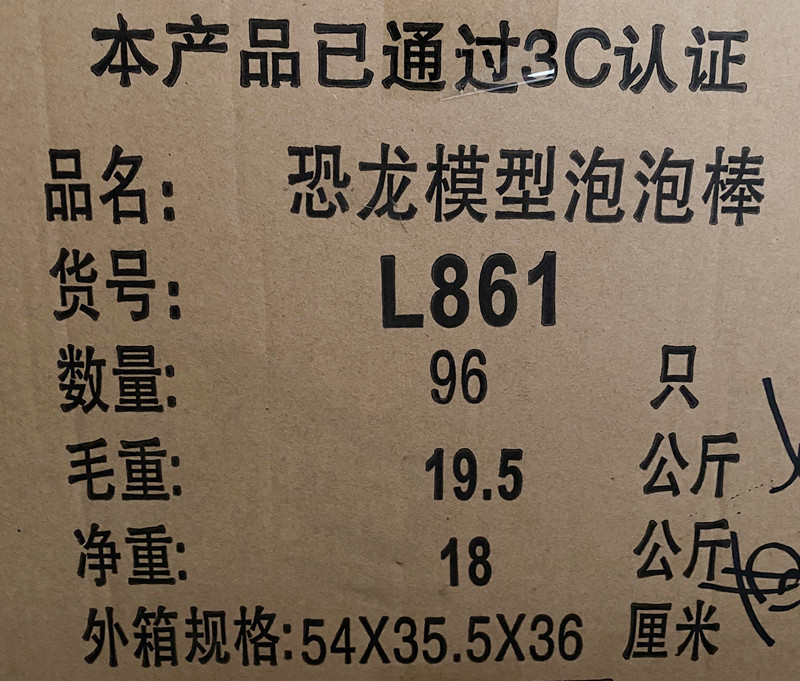 本产品已通过3C认证
品名: 恐龙模型泡泡棒
货号: L861
数量: 96 只
毛重: 19.5 公斤
净重: 18 公斤
外箱规格:54X35.5X36 厘米